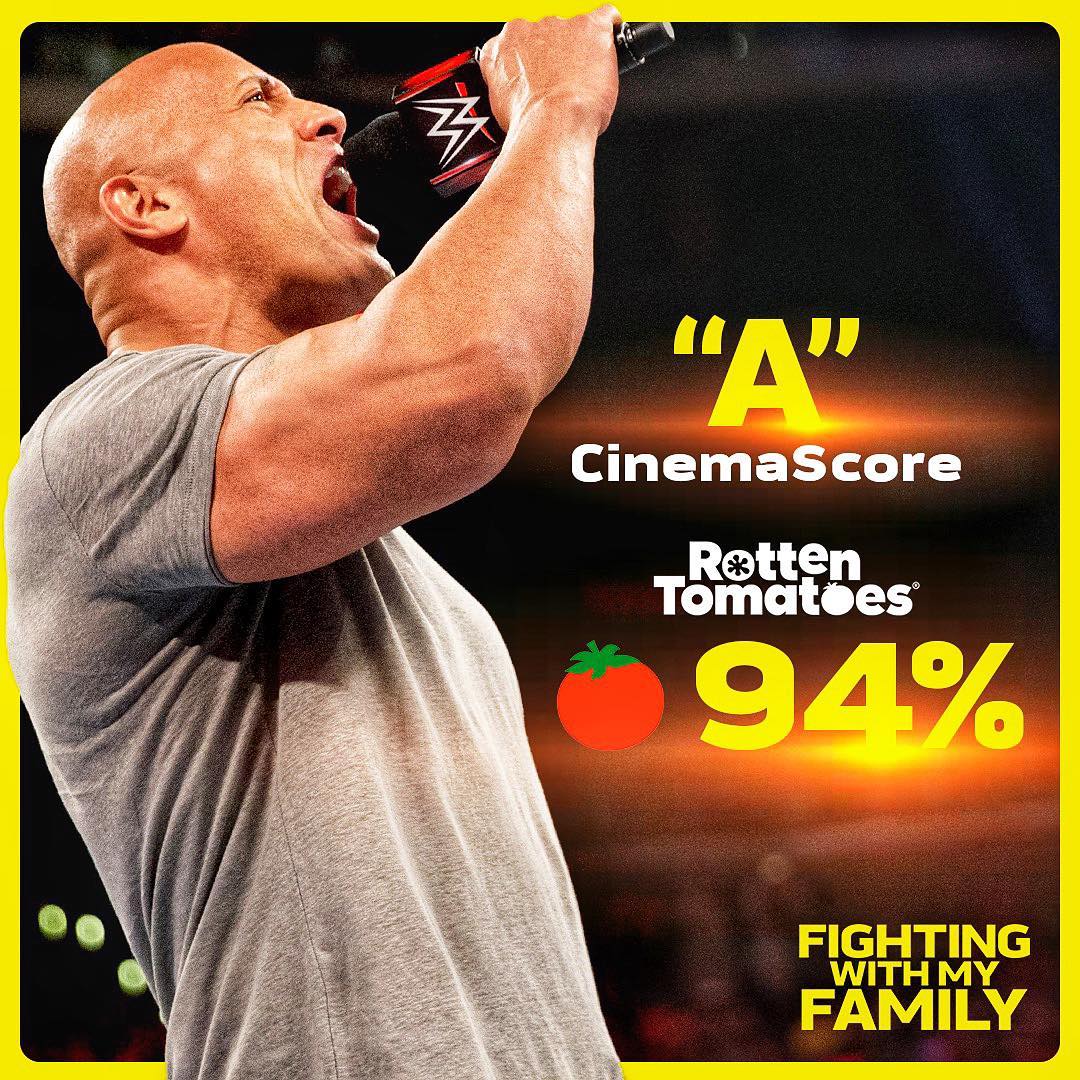 “A”
CinemaScore
Rotten
Tomatoes®
94%
FIGHTING
WITH MY
FAMILY